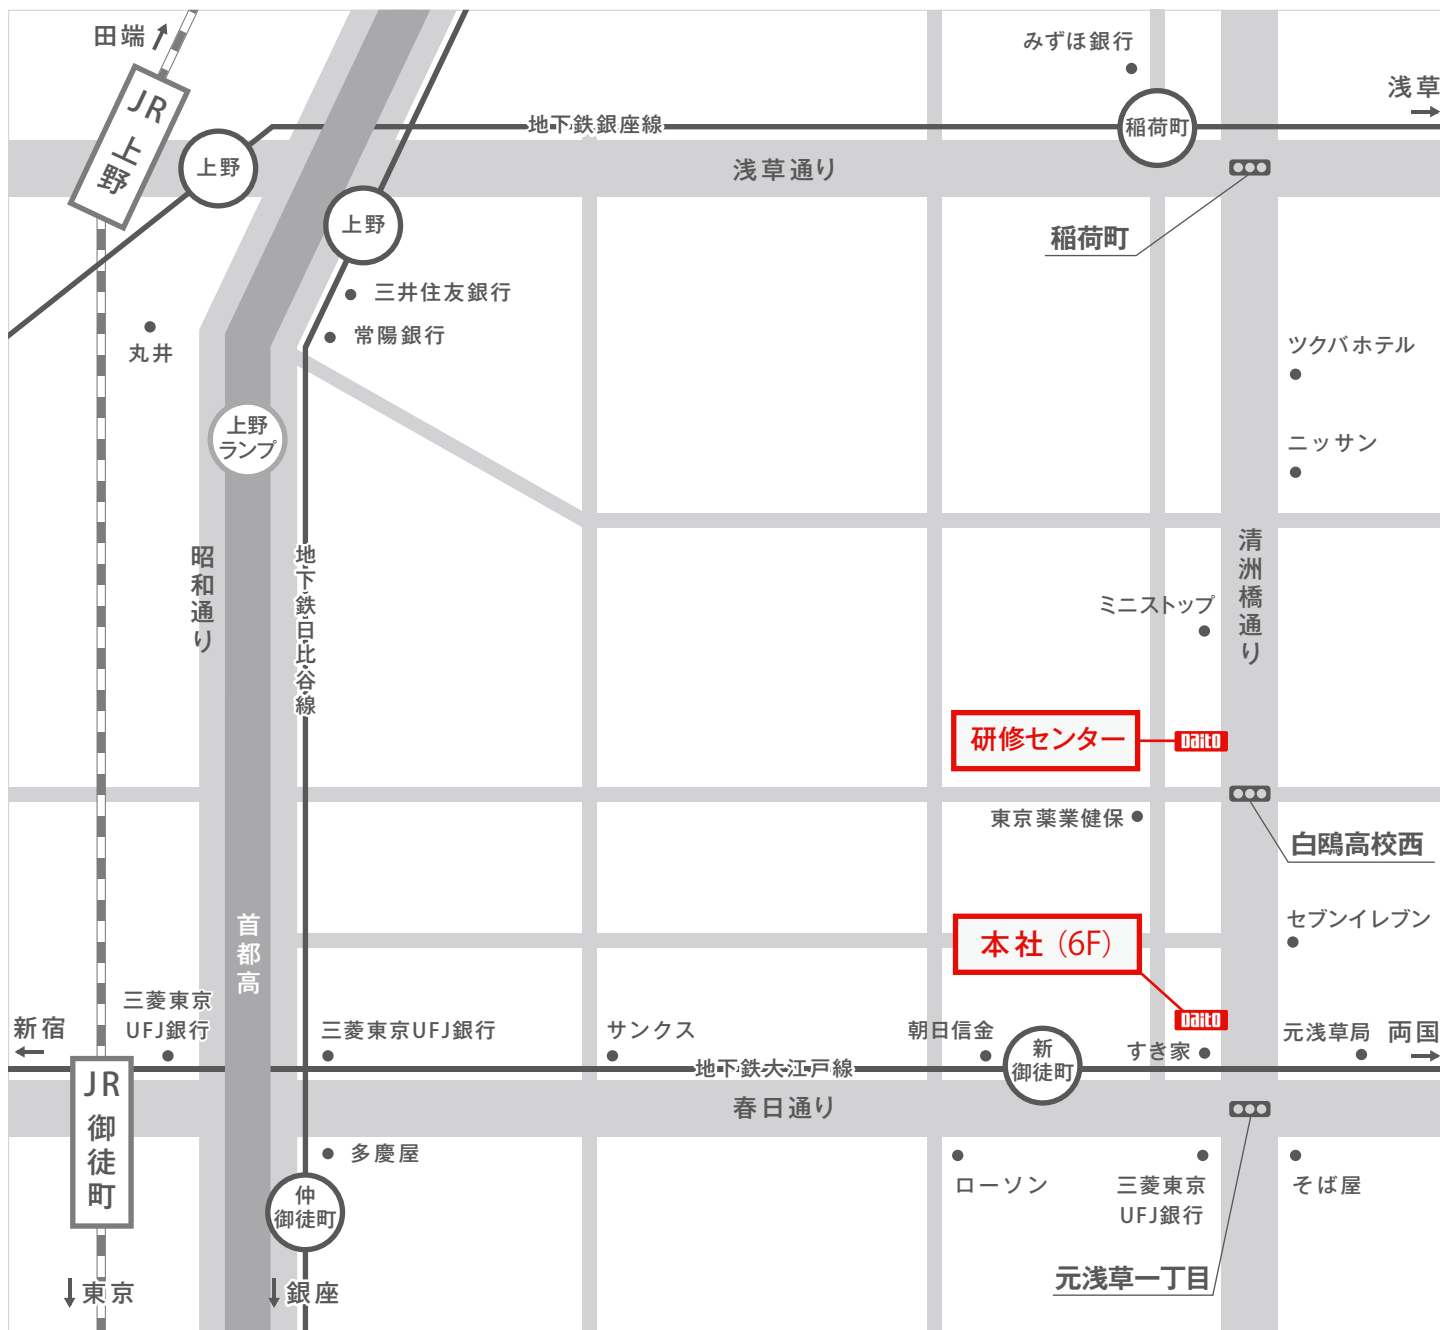 田端
みずほ銀行
浅草
JR
上野
上野
地下鉄銀座線
稲荷町
浅草通り
上野
稲荷町
三井住友銀行
常陽銀行
丸井
ツクバホテル
上野
ランプ
ニッサン
昭和通り
地下鉄日比谷線
清洲橋通り
ミニストップ
研修センター
Daito
東京薬業健保
白鴎高校西
首都高
セブンイレブン
本社(6F)
Daito
三菱東京
UFJ銀行
新宿
三菱東京UFJ銀行
サンクス
朝日信金
新
御徒町
すき家
元浅草局
両国
地下鉄大江戸線
JR
御徒町
春日通り
多慶屋
ローソン
三菱東京
UFJ銀行
そば屋
仲
御徒町
元浅草一丁目
東京
銀座